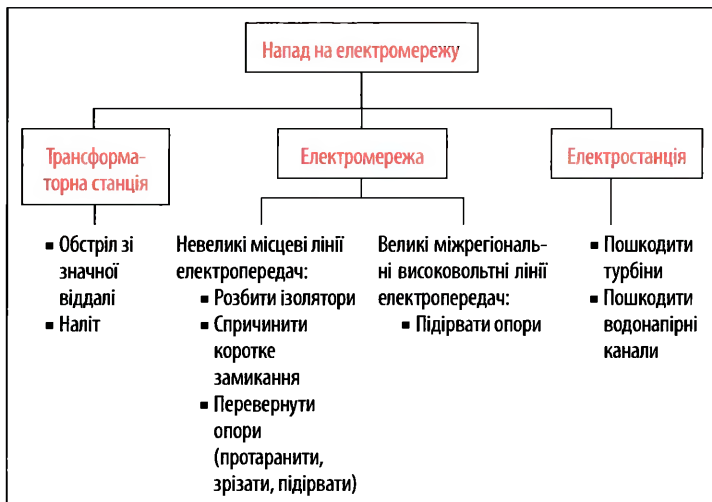 Напад на електромережу
Трансформа-
торна станція
Електромережа
Електростанція
■ Обстріл зі
значної
віддалі
■ Наліт
Невеликі місцеві лінії
електропередач:
■ Розбити ізолятори
■ Спричинити
коротке
замикання
■ Перевернути
опори
(протаранити,
зрізати, підірвати)
Великі міжрегіональ-
ні високовольтні лінії
електропередач:
■ Підірвати опори
■ Пошкодити
турбіни
■ Пошкодити
водонапірні
канали